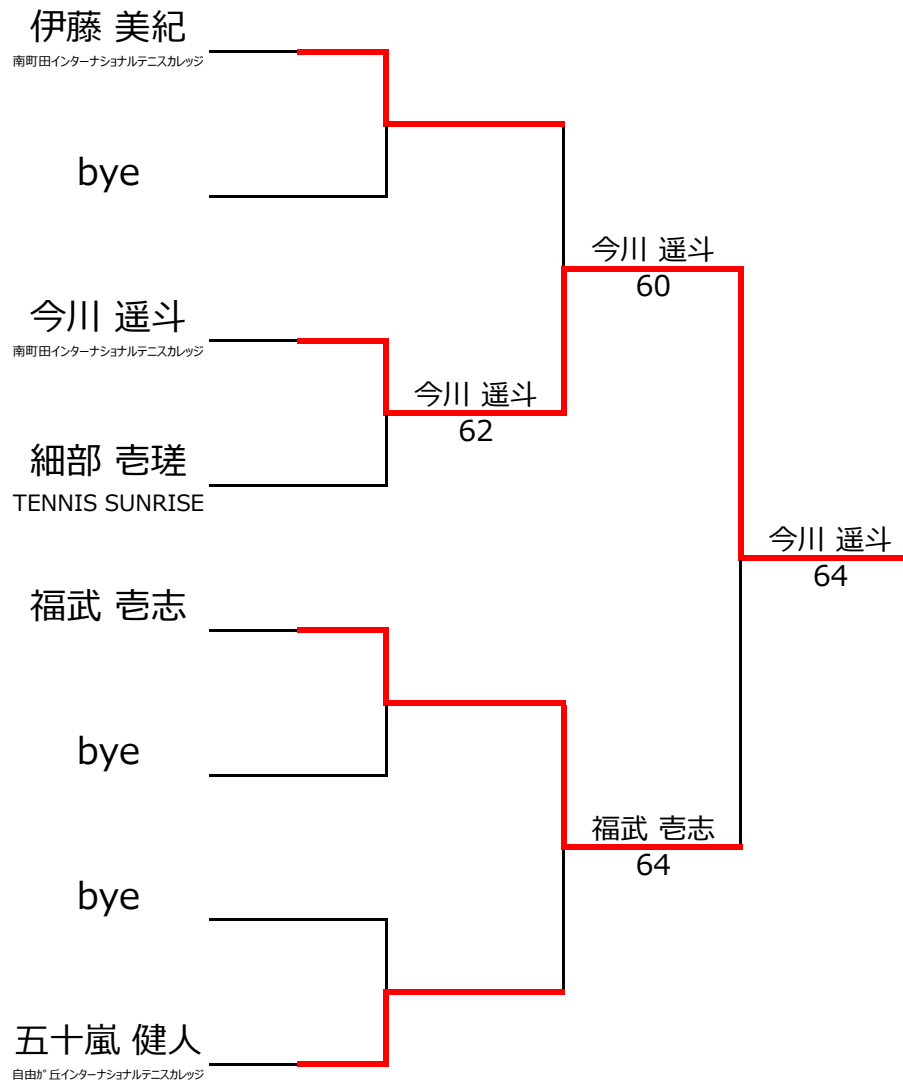 伊藤 美紀
南町田インターナショナルテニスカレッジ
bye
今川 遥斗
60
今川 遥斗
南町田インターナショナルテニスカレッジ
今川 遥斗
62
細部 壱瑳
TENNIS SUNRISE
今川 遥斗
64
福武 壱志
bye
福武 壱志
64
bye
五十嵐 健人
自由が丘インターナショナルテニスカレッジ